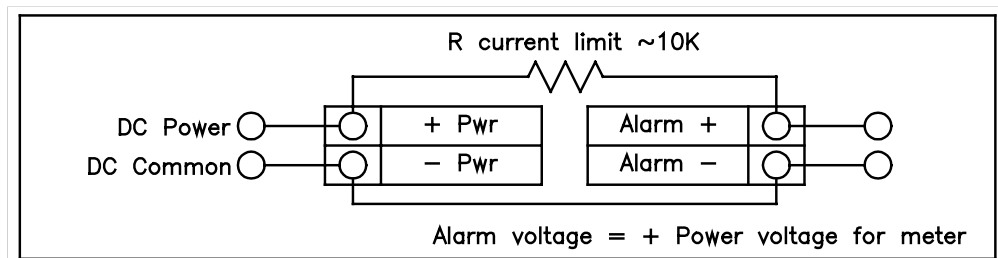 R current limit ~10K
DC Power + Pwr Alarm +
DC Common - Pwr Alarm -
Alarm voltage = + Power voltage for meter